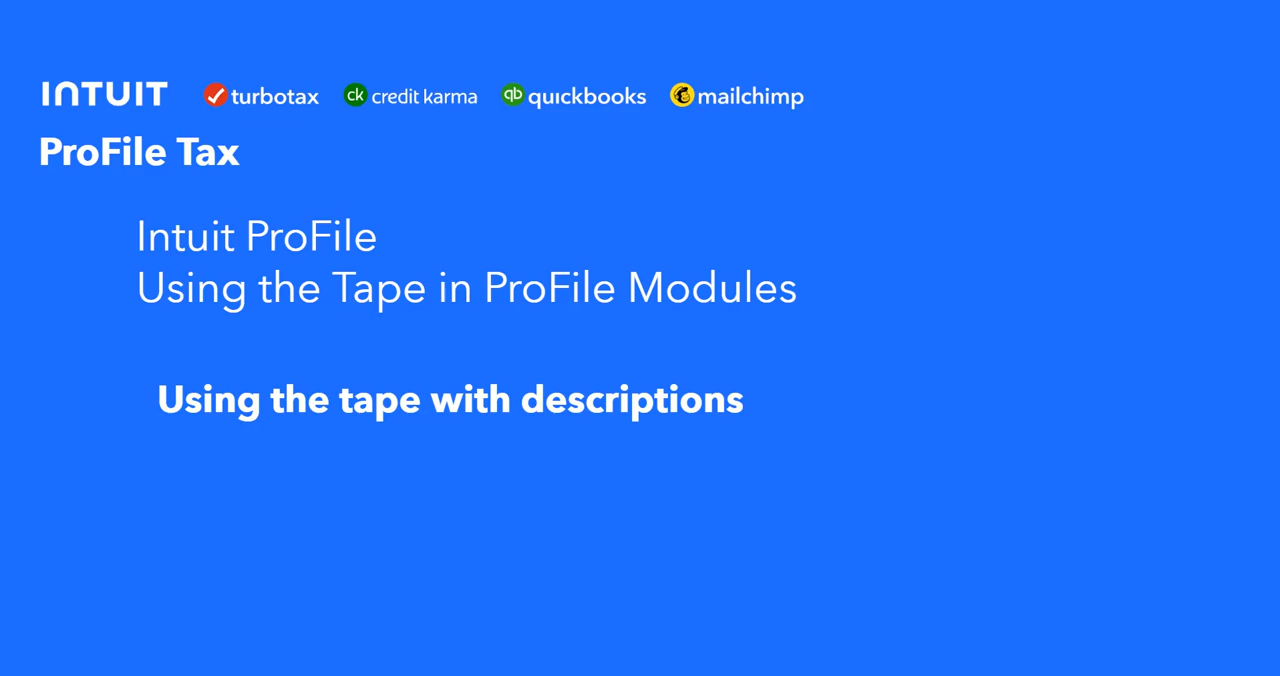 INTUIT turbotax ck credit karma qb quickbooks mailchimp
ProFile Tax
Intuit ProFile
Using the Tape in ProFile Modules
Using the tape with descriptions